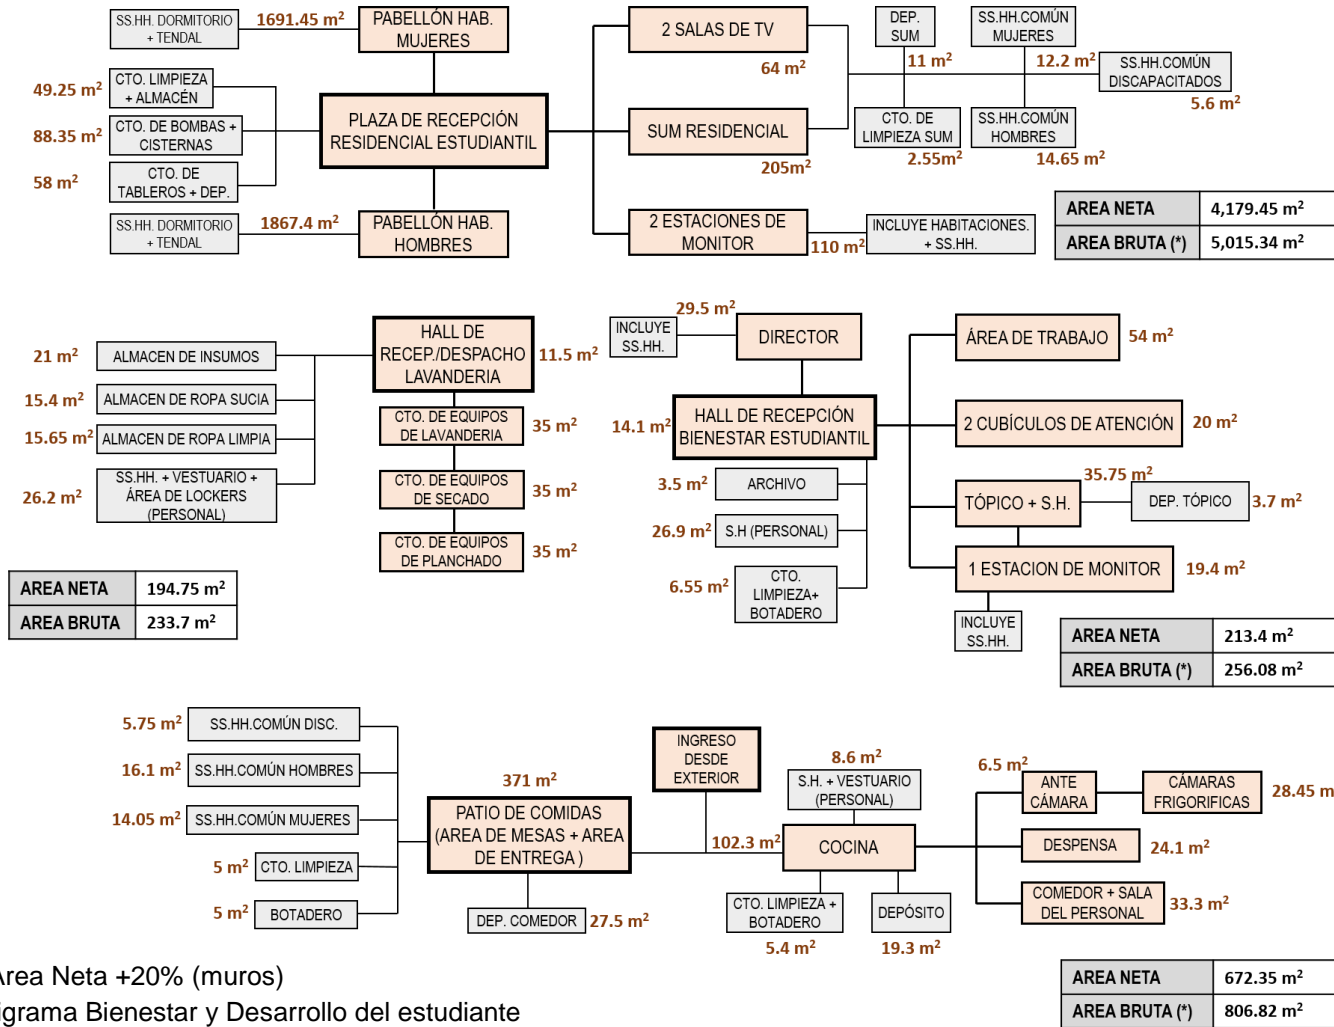 SS.HH. DORMITORIO
+ TENDAL
1691.45 m²
PABELLÓN HAB.
MUJERES
49.25 m²
CTO. LIMPIEZA
+ ALMACÉN
88.35 m²
CTO. DE BOMBAS +
CISTERNAS
58 m²
CTO. DE
TABLEROS + DEP.
PLAZA DE RECEPCIÓN
RESIDENCIAL ESTUDIANTIL
SS.HH. DORMITORIO
+ TENDAL
1867.4 m²
PABELLÓN HAB.
HOMBRES
2 SALAS DE TV
64 m²
SUM RESIDENCIAL
205m²
2 ESTACIONES DE
MONITOR
110 m²
INCLUYE HABITACIONES.
+ SS.HH.
DEP.
SUM
11 m²
SS.HH.COMÚN
MUJERES
12.2 m²
SS.HH.COMÚN
DISCAPACITADOS
5.6 m²
CTO. DE
LIMPIEZA SUM
2.55m²
SS.HH.COMÚN
HOMBRES
14.65 m²
AREA NETA 4,179.45 m²
AREA BRUTA (*) 5,015.34 m²
21 m²
ALMACEN DE INSUMOS
15.4 m²
ALMACEN DE ROPA SUCIA
15.65 m²
ALMACEN DE ROPA LIMPIA
26.2 m²
SS.HH. + VESTUARIO +
ÁREA DE LOCKERS
(PERSONAL)
HALL DE
RECEP./DESPACHO
LAVANDERIA
11.5 m²
CTO. DE EQUIPOS
DE LAVANDERIA
35 m²
CTO. DE EQUIPOS
DE SECADO
35 m²
CTO. DE EQUIPOS
DE PLANCHADO
35 m²
AREA NETA 194.75 m²
AREA BRUTA 233.7 m²
29.5 m²
INCLUYE
SS.HH.
DIRECTOR
14.1 m²
HALL DE RECEPCIÓN
BIENESTAR ESTUDIANTIL
3.5 m²
ARCHIVO
26.9 m²
S.H (PERSONAL)
6.55 m²
CTO.
LIMPIEZA+
BOTADERO
ÁREA DE TRABAJO
54 m²
2 CUBÍCULOS DE ATENCIÓN
20 m²
35.75 m²
TÓPICO + S.H.
DEP. TÓPICO
3.7 m²
1 ESTACION DE MONITOR
19.4 m²
INCLUYE
SS.HH.
AREA NETA 213.4 m²
AREA BRUTA (*) 256.08 m²
5.75 m²
SS.HH.COMÚN DISC.
16.1 m²
SS.HH.COMÚN HOMBRES
14.05 m²
SS.HH.COMÚN MUJERES
5 m²
CTO. LIMPIEZA
5 m²
BOTADERO
371 m²
PATIO DE COMIDAS
(AREA DE MESAS + AREA
DE ENTREGA )
DEP. COMEDOR
27.5 m²
INGRESO
DESDE
EXTERIOR
102.3 m²
8.6 m²
S.H. + VESTUARIO
(PERSONAL)
COCINA
CTO. LIMPIEZA +
BOTADERO
5.4 m²
DEPÓSITO
19.3 m²
6.5 m²
ANTE
CÁMARA
CÁMARAS
FRIGORIFICAS
28.45 m
DESPENSA
24.1 m²
COMEDOR + SALA
DEL PERSONAL
33.3 m²
AREA NETA 672.35 m²
AREA BRUTA (*) 806.82 m²
Area Neta +20% (muros)
igrama Bienestar y Desarrollo del estudiante